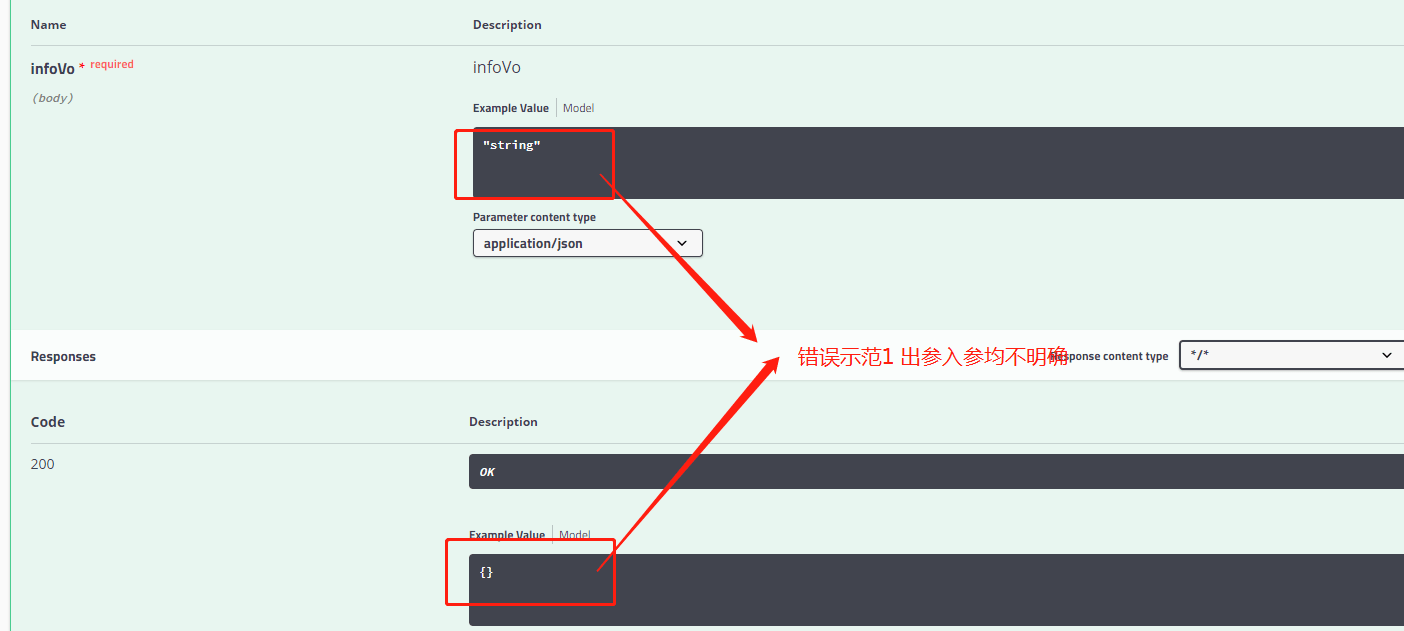 Name Description
infoVo * required infoVo
(body)
Example Value Model
"string"
Parameter content type
application/json
错误示范1 出参入参均不明确
Responses Response content type */*
Code Description
200
OK
Example Value Model
{}